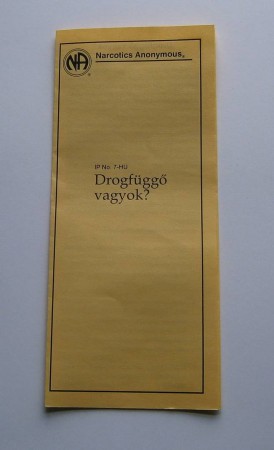 NA
Narcotics Anonymous®
IP No. 7-HU
Drogfüggő
vagyok?